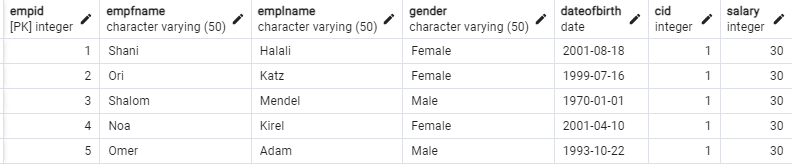 empid empfname emplname gender dateofbirth cid salary
[PK] integer character varying (50) character varying (50) character varying (50) date integer integer
1 Shani Halali Female 2001-08-18 1 30
2 Ori Katz Female 1999-07-16 1 30
3 Shalom Mendel Male 1970-01-01 1 30
4 Noa Kirel Female 2001-04-10 1 30
5 Omer Adam Male 1993-10-22 1 30